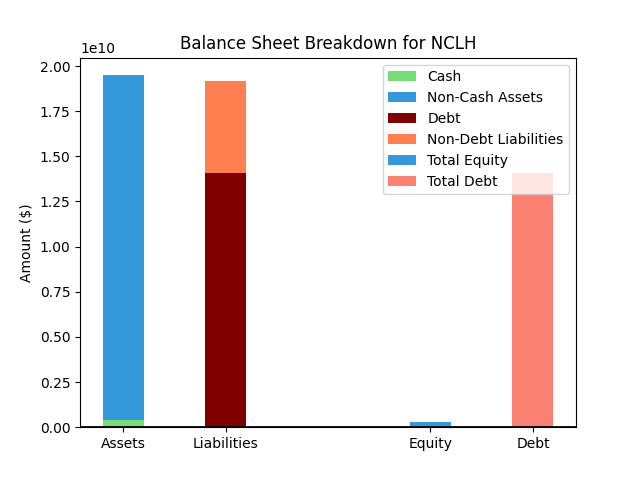 Balance Sheet Breakdown for NCLH
1e10
2.00
1.75
1.50
1.25
1.00
0.75
0.50
0.25
0.00
Amount ($)
Cash
Non-Cash Assets
Debt
Non-Debt Liabilities
Total Equity
Total Debt
Assets Liabilities Equity Debt